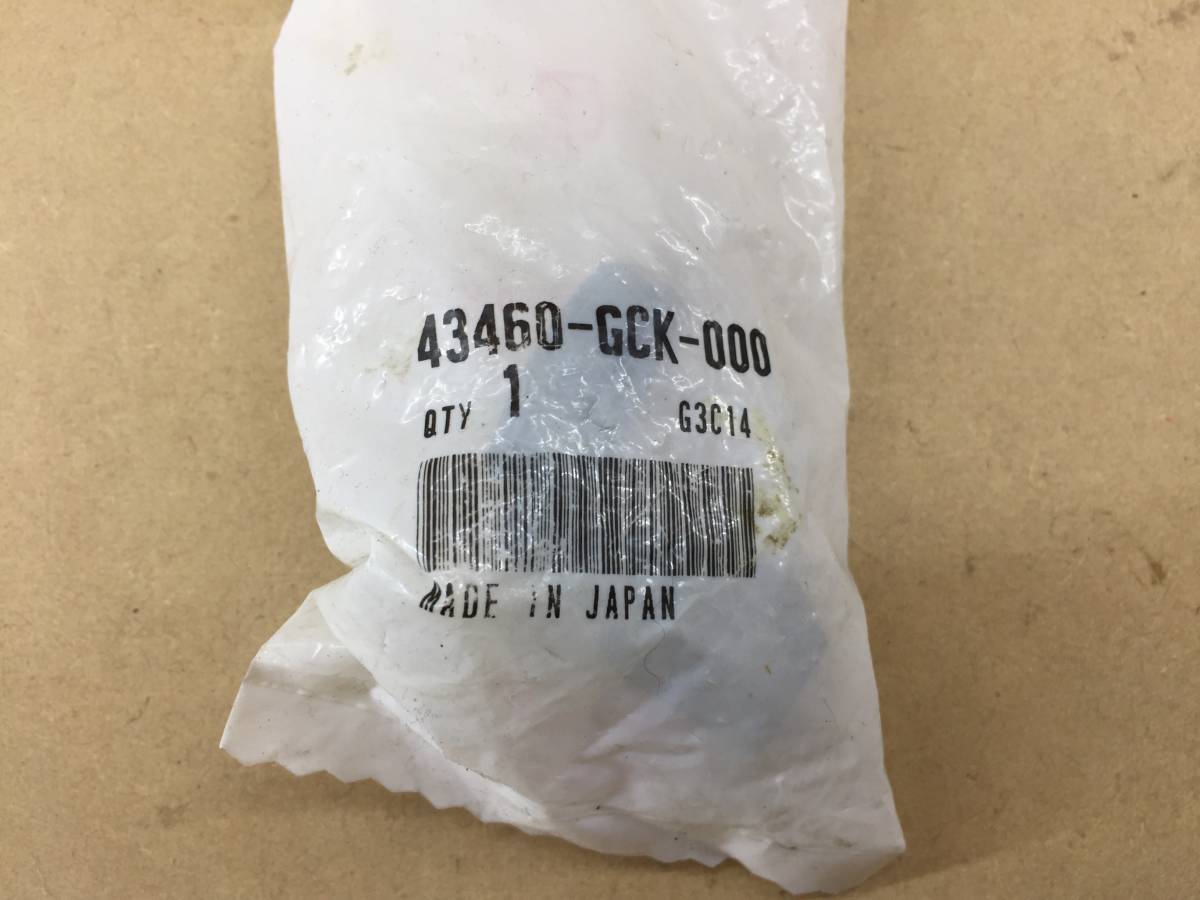 43460-GCK-000
QTY 1 G3C14
MADE IN JAPAN